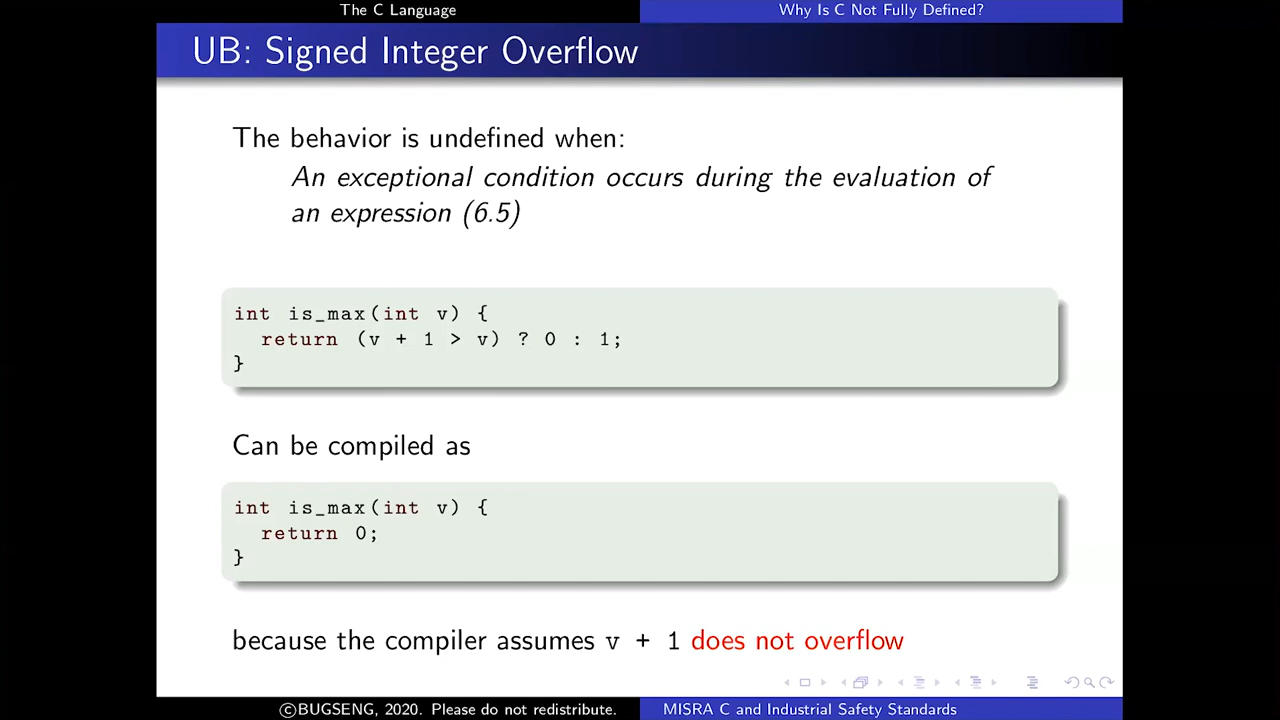 The C Language
Why Is C Not Fully Defined?
UB: Signed Integer Overflow
The behavior is undefined when:
An exceptional condition occurs during the evaluation of
an expression (6.5)
int is_max(int v) {
  return (v + 1 > v) ? 0 : 1;
}
Can be compiled as
int is_max(int v) {
  return 0;
}
because the compiler assumes v + 1 does not overflow
©BUGSENG, 2020. Please do not redistribute.
MISRA C and Industrial Safety Standards